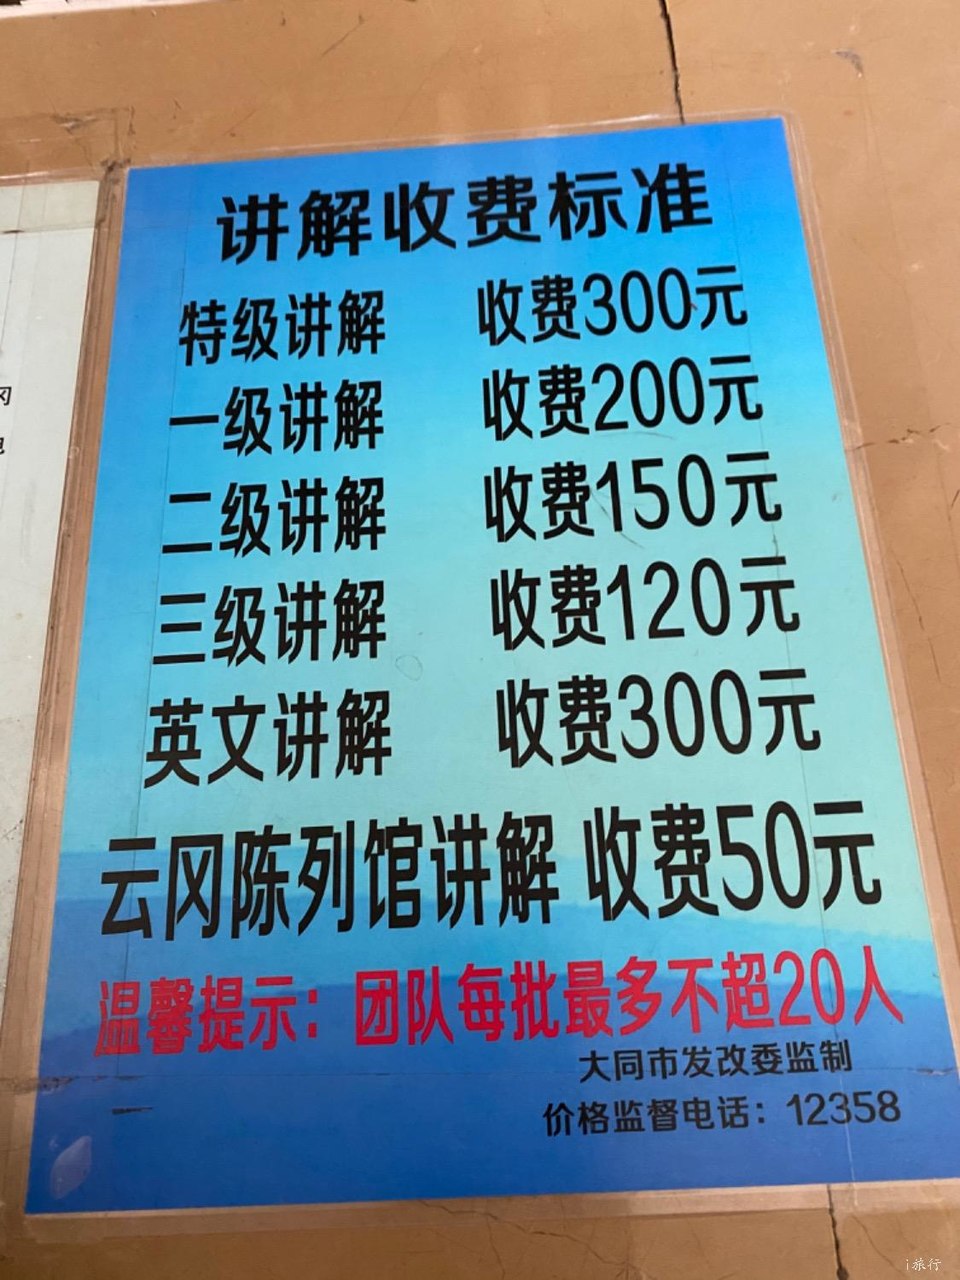 讲解收费标准
特级讲解 收费300元
一级讲解 收费200元
二级讲解 收费150元
三级讲解 收费120元
英文讲解 收费300元
云冈陈列馆讲解 收费50元
温馨提示：团队每批最多不超20人
大同市发改委监制
价格监督电话：12358
冈
i旅行